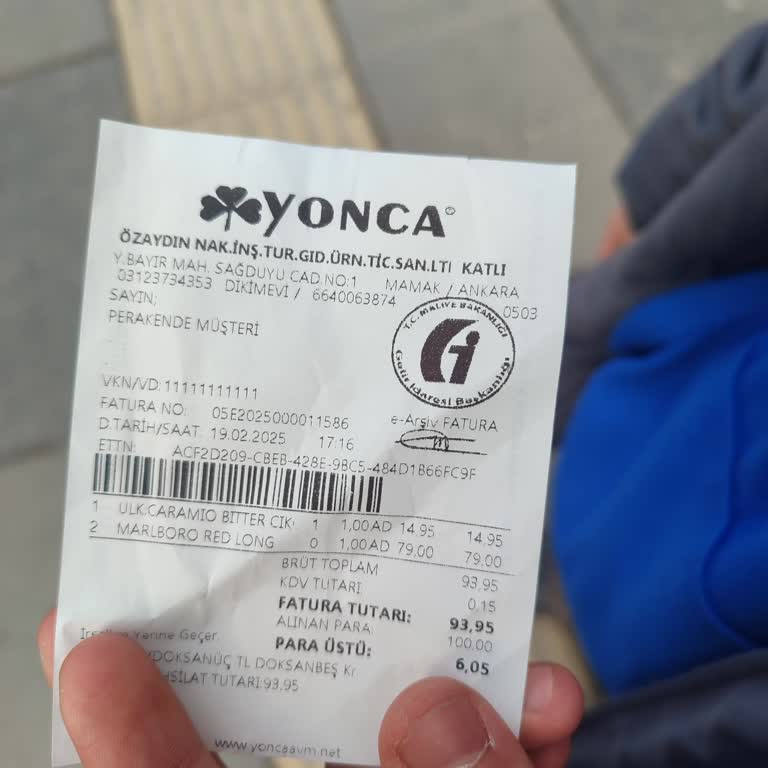 YONCA
ÖZAYDIN NAK.İNŞ.TUR.GID.ÜRN.TİC.SAN.LTİ KATLI
Y.BAYIR MAH. SAĞDUYU CAD.NO:1 MAMAK / ANKARA
03123734353 DIKİMEVİ / 6640063874 0503
SAYIN;
PERAKENDE MÜŞTERİ
T.C. MALİYE BAKANLIĞI
Gelir İdaresi Başkanlığı
VKN/VD:11111111111
FATURA NO: 05E2025000011586 e-Arşiv FATURA
D.TARİH/SAAT: 19.02.2025 17:16
ETTN: ACF2D209-CBEB-428E-9BC5-484D1B66FC9F
1 ULK.CARAMIO BITTER CIK 1 1,00AD 14.95 14.95
2 MARLBORO RED LONG 0 1,00AD 79,00 79.00
BRÜT TOPLAM 93,95
KDV TUTARI 0,15
FATURA TUTARI: 93,95
ALINAN PARA: 100.00
PARA ÜSTÜ: 6,05
Yerine Geçer.
DOKSANÜÇ TL DOKSANBEŞ Kr
SİLAT TUTARI:93.95
www.yoncaavm.net